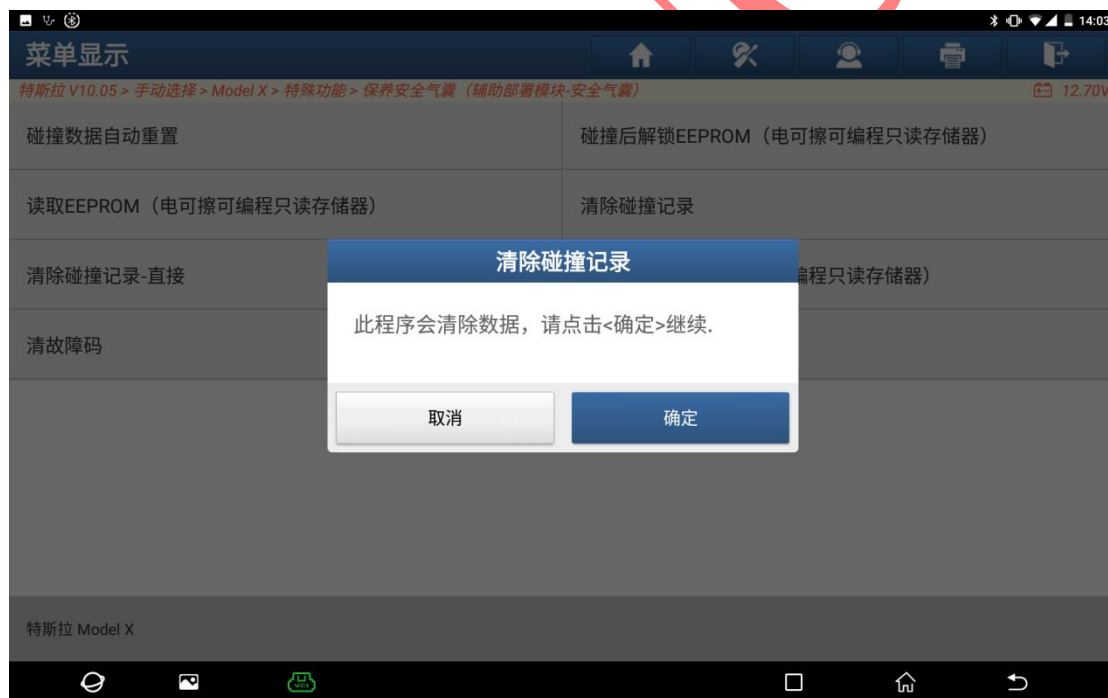 14:03
菜单显示
特斯拉 V10.05 > 手动选择 > Model X > 特殊功能 > 保养安全气囊（辅助部署模块-安全气囊）
12.70V
碰撞数据自动重置
碰撞后解锁EEPROM（电可擦可编程只读存储器）
读取EEPROM（电可擦可编程只读存储器）
清除碰撞记录
清除碰撞记录-直接
编程只读存储器）
清故障码
清除碰撞记录
此程序会清除数据，请点击<确定>继续.
取消
确定
特斯拉 Model X
VCI